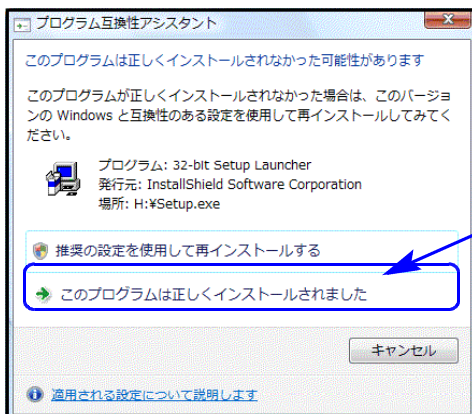 プログラム互換性アシスタント
このプログラムは正しくインストールされなかった可能性があります
このプログラムが正しくインストールされなかった場合は、このバージョ
ンの Windows と互換性のある設定を使用して再インストールしてみてく
ださい。
プログラム: 32-bit Setup Launcher
発行元: InstallShield Software Corporation
場所: H:¥Setup.exe
推奨の設定を使用して再インストールする
このプログラムは正しくインストールされました
キャンセル
適用される設定について説明します